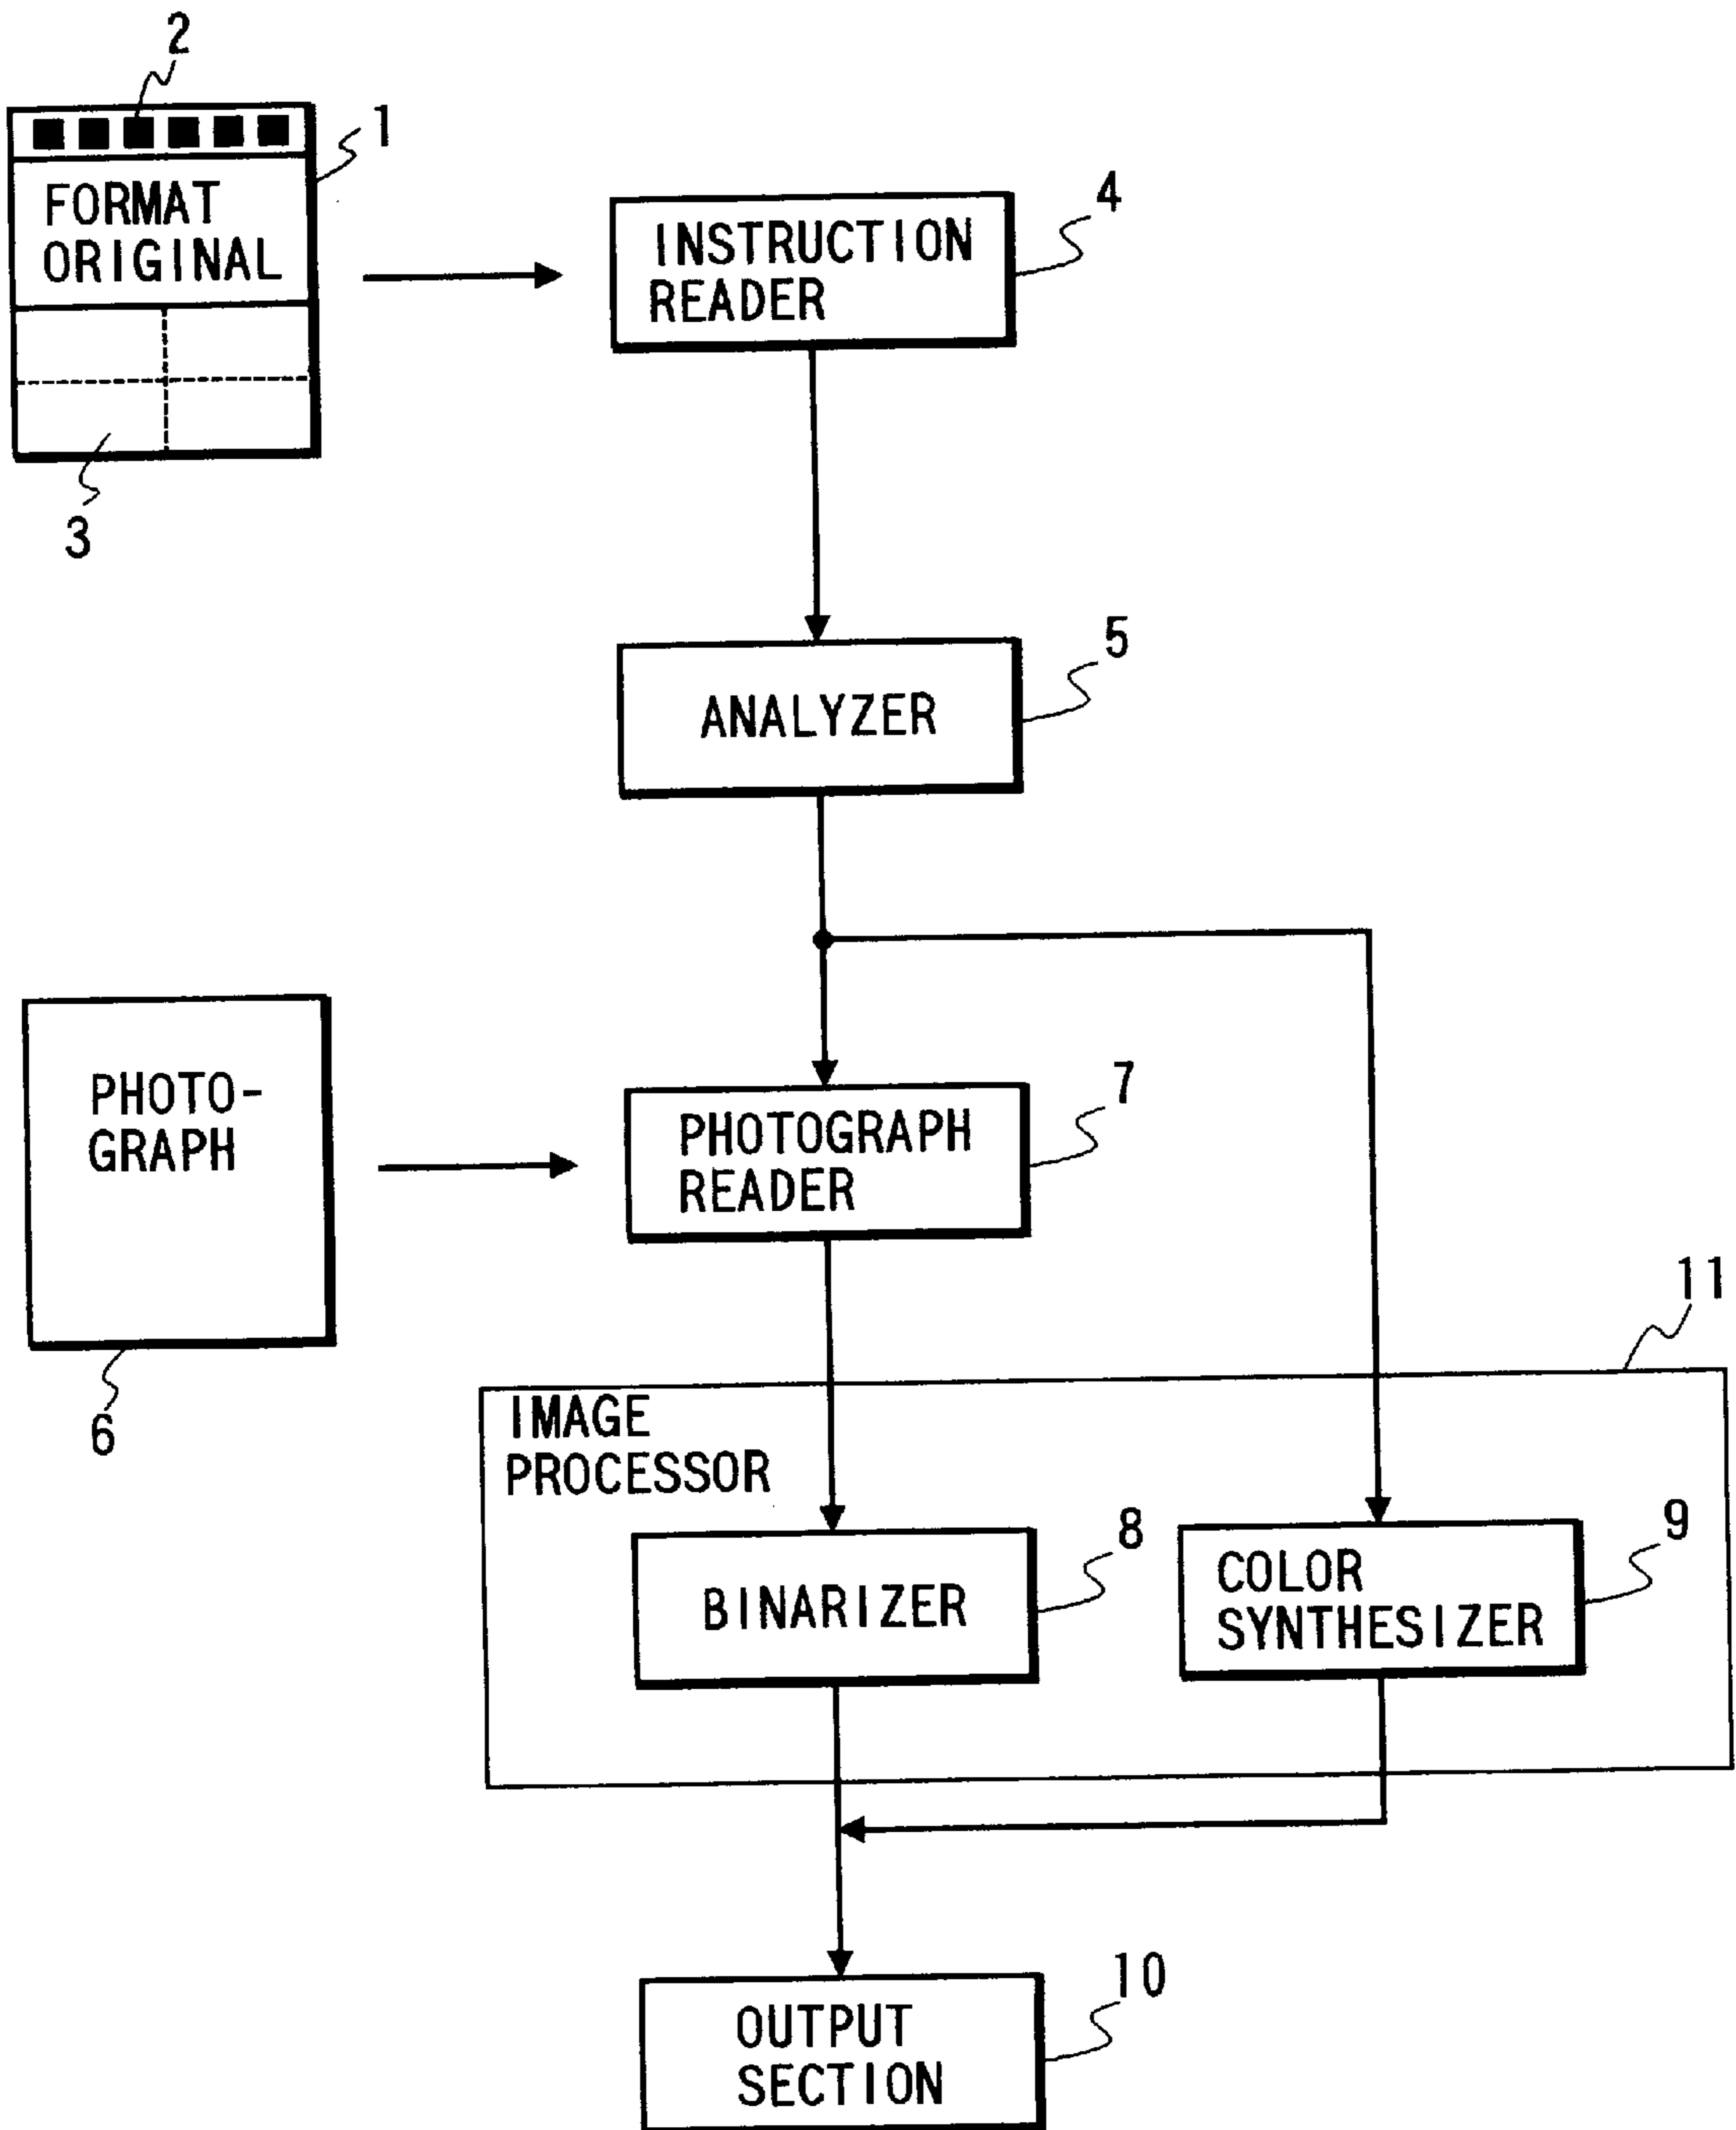 2
1
FORMAT
ORIGINAL
3
INSTRUCTION
READER
4
ANALYZER
5
PHOTO-
GRAPH
6
PHOTOGRAPH
READER
7
11
IMAGE
PROCESSOR
BINARIZER
8
COLOR
SYNTHESIZER
9
OUTPUT
SECTION
10